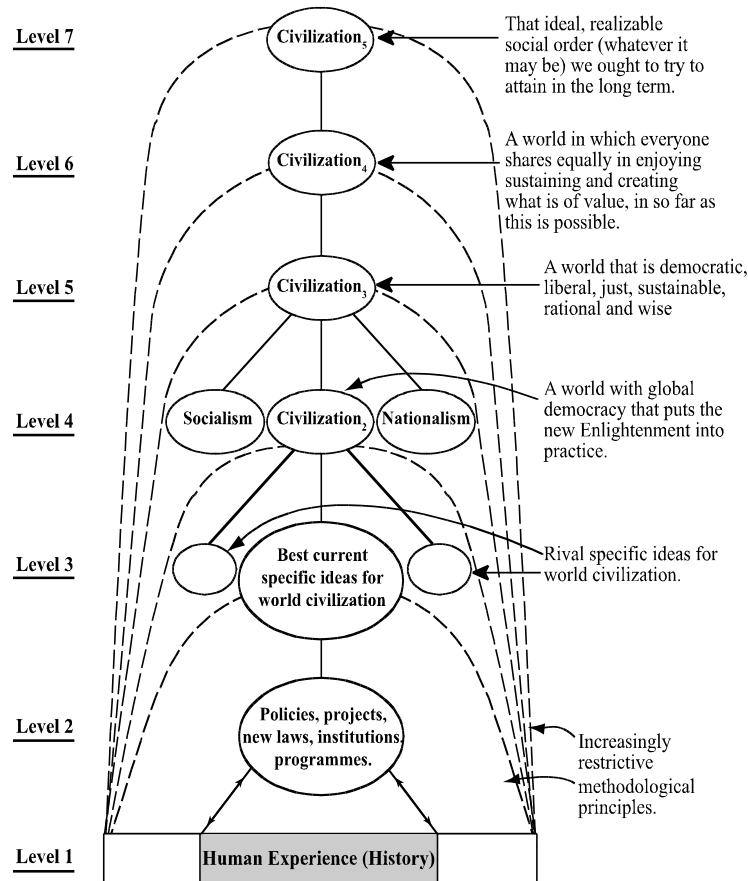 Level 7
Civilization₅
That ideal, realizable
social order (whatever it
may be) we ought to try to
attain in the long term.
Level 6
Civilization₄
A world in which everyone
shares equally in enjoying
sustaining and creating
what is of value, in so far as
this is possible.
Level 5
Civilization₃
A world that is democratic,
liberal, just, sustainable,
rational and wise
Level 4
Socialism
Civilization₂
Nationalism
A world with global
democracy that puts the
new Enlightenment into
practice.
Level 3
Best current
specific ideas for
world civilization
Rival specific ideas for
world civilization.
Level 2
Policies, projects,
new laws, institutions,
programmes.
Increasingly
restrictive
methodological
principles.
Level 1
Human Experience (History)